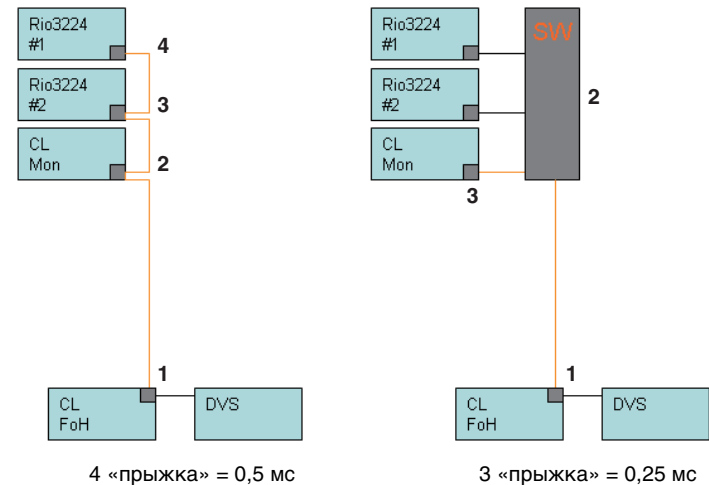 Rio3224
#1
4
Rio3224
#2
3
CL
Mon
2
1
CL
FoH
DVS
4 «прыжка» = 0,5 мс
Rio3224
#1
SW
Rio3224
#2
2
CL
Mon
3
1
CL
FoH
DVS
3 «прыжка» = 0,25 мс